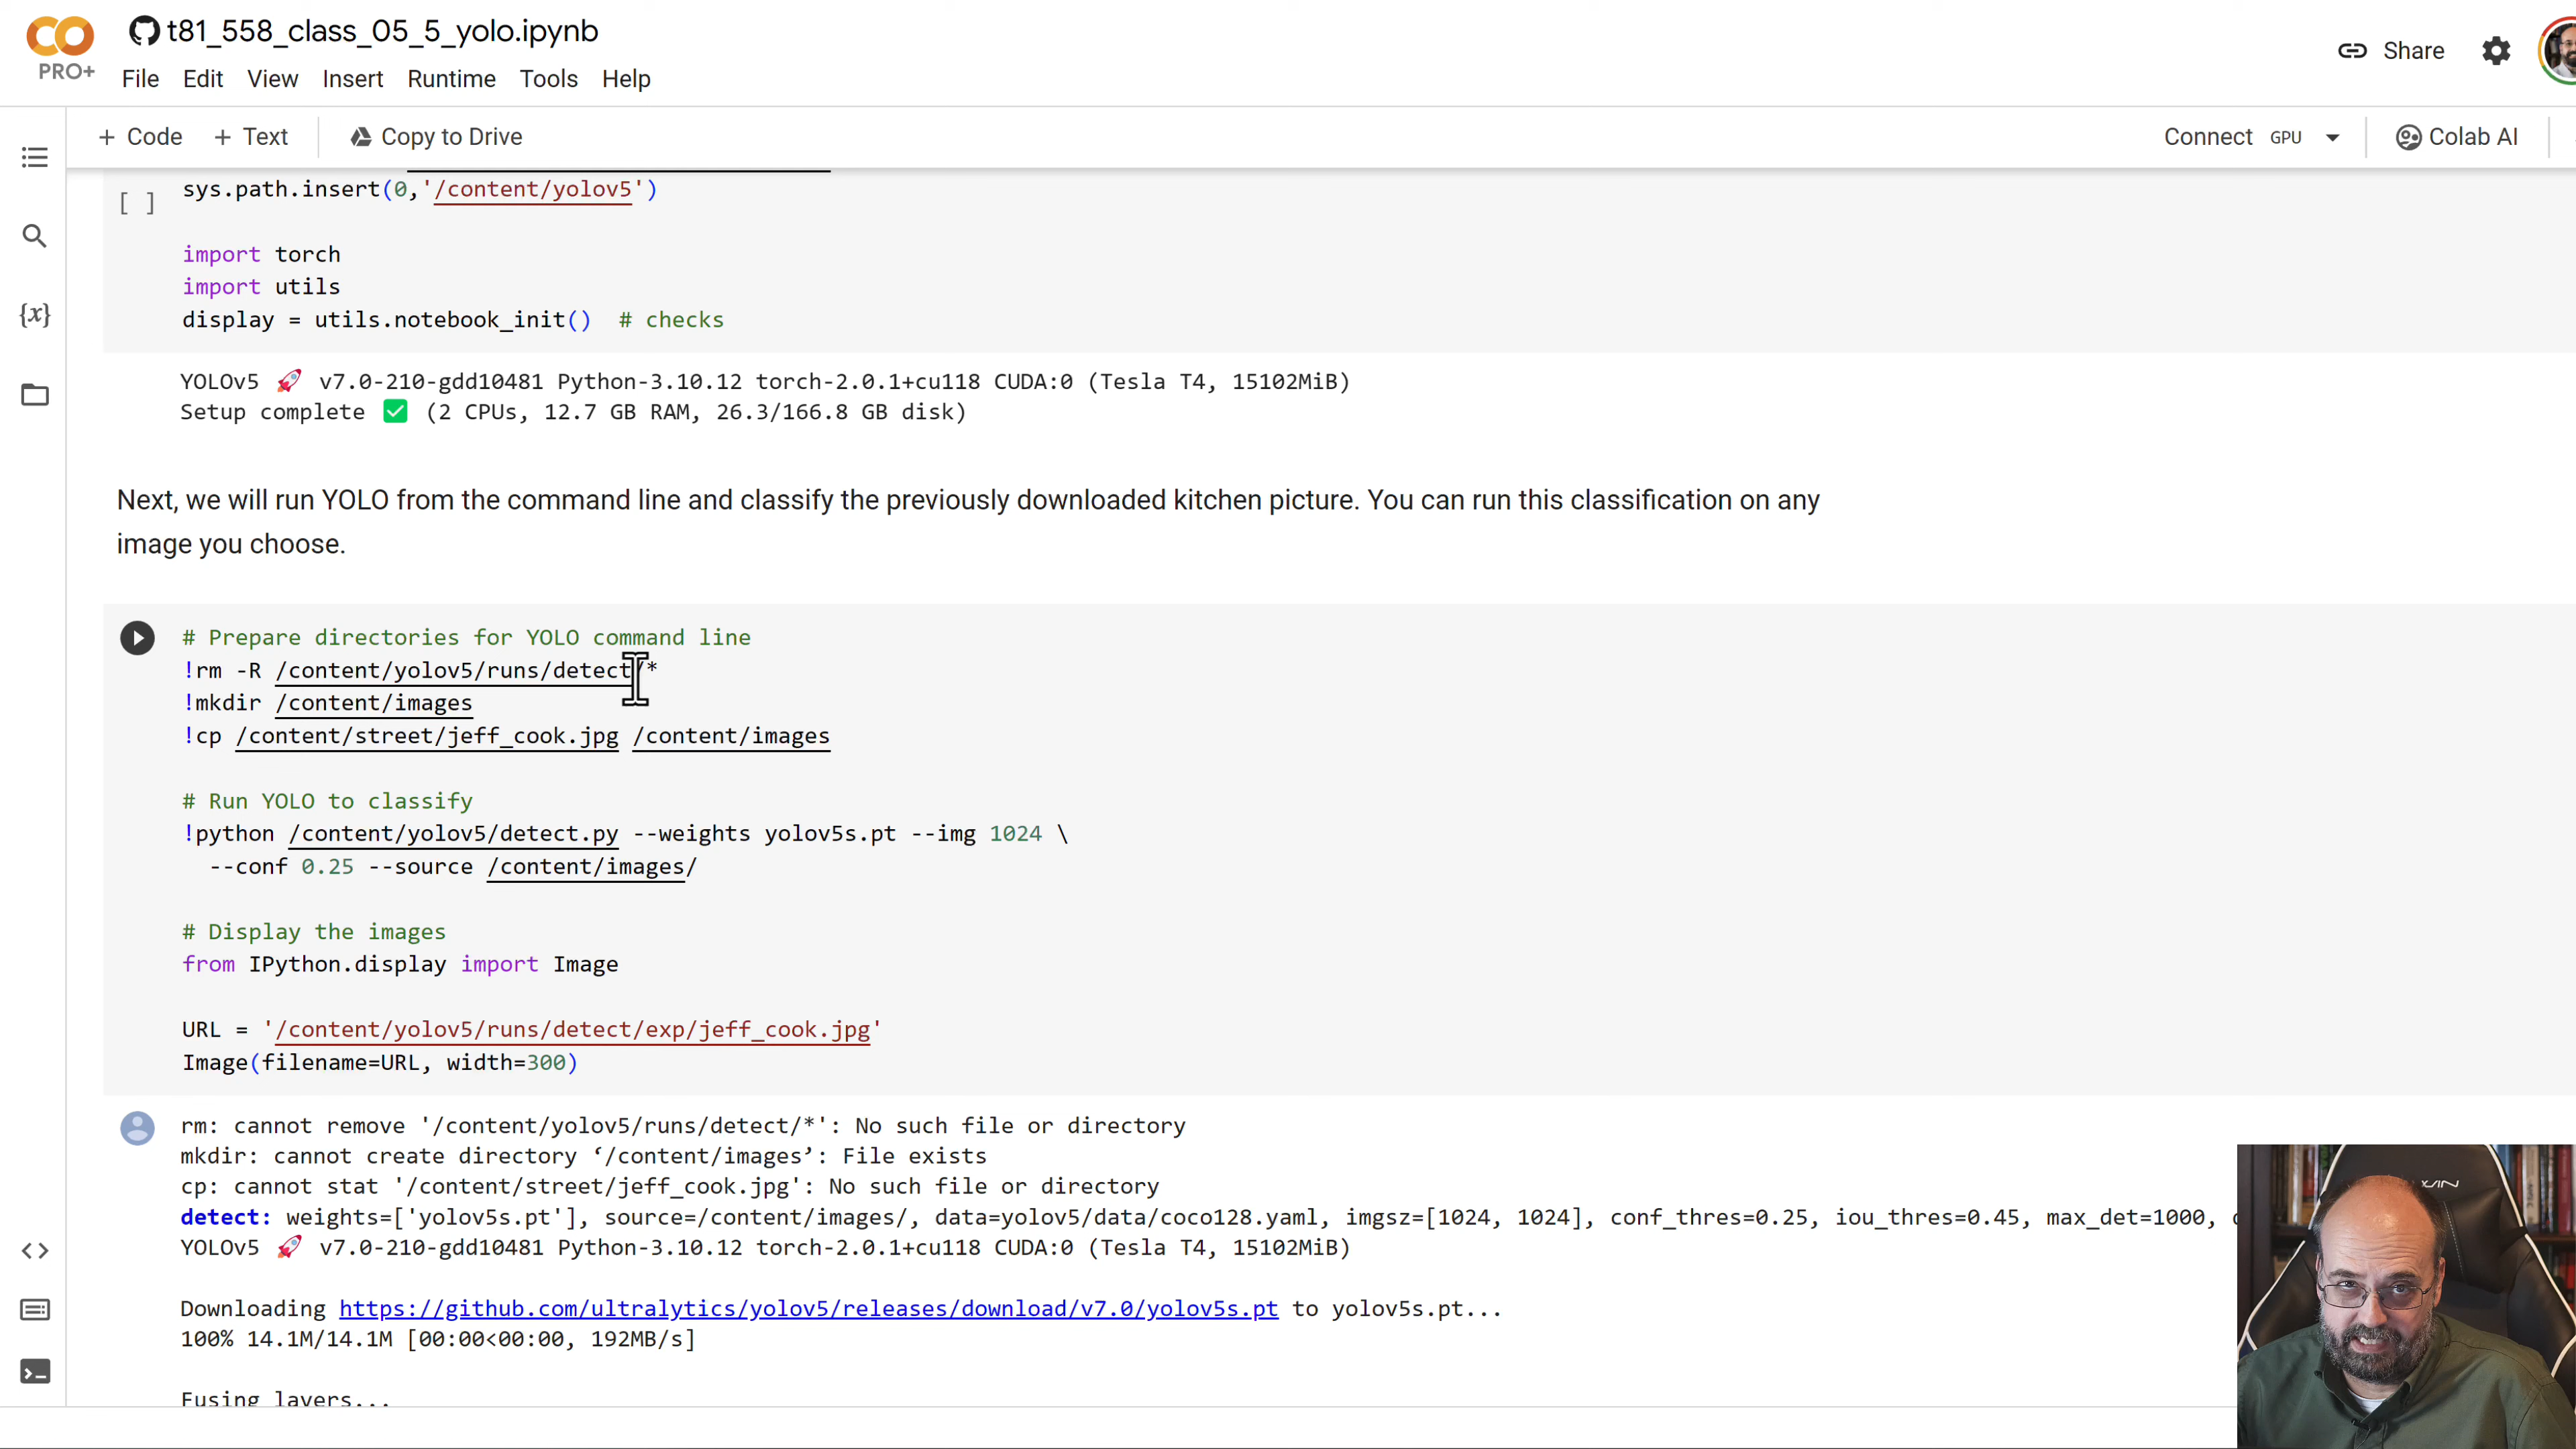 t81_558_class_05_5_yolo.ipynb
PRO+
File Edit View Insert Runtime Tools Help
Share
+ Code + Text Copy to Drive
Connect GPU Colab AI
[ ] sys.path.insert(0,'/content/yolov5')
{x}
import torch
import utils
display = utils.notebook_init() # checks
YOLOv5 🚀 v7.0-210-gdd10481 Python-3.10.12 torch-2.0.1+cu118 CUDA:0 (Tesla T4, 15102MiB)
Setup complete ✅ (2 CPUs, 12.7 GB RAM, 26.3/166.8 GB disk)
Next, we will run YOLO from the command line and classify the previously downloaded kitchen picture. You can run this classification on any
image you choose.
# Prepare directories for YOLO command line
!rm -R /content/yolov5/runs/detect/*
!mkdir /content/images
!cp /content/street/jeff_cook.jpg /content/images
# Run YOLO to classify
!python /content/yolov5/detect.py --weights yolov5s.pt --img 1024 \
--conf 0.25 --source /content/images/
# Display the images
from IPython.display import Image
URL = '/content/yolov5/runs/detect/exp/jeff_cook.jpg'
Image(filename=URL, width=300)
rm: cannot remove '/content/yolov5/runs/detect/*': No such file or directory
mkdir: cannot create directory ‘/content/images’: File exists
cp: cannot stat '/content/street/jeff_cook.jpg': No such file or directory
detect: weights=['yolov5s.pt'], source=/content/images/, data=yolov5/data/coco128.yaml, imgsz=[1024, 1024], conf_thres=0.25, iou_thres=0.45, max_det=1000,
YOLOv5 🚀 v7.0-210-gdd10481 Python-3.10.12 torch-2.0.1+cu118 CUDA:0 (Tesla T4, 15102MiB)
Downloading https://github.com/ultralytics/yolov5/releases/download/v7.0/yolov5s.pt to yolov5s.pt...
100% 14.1M/14.1M [00:00<00:00, 192MB/s]
Fusing layers...